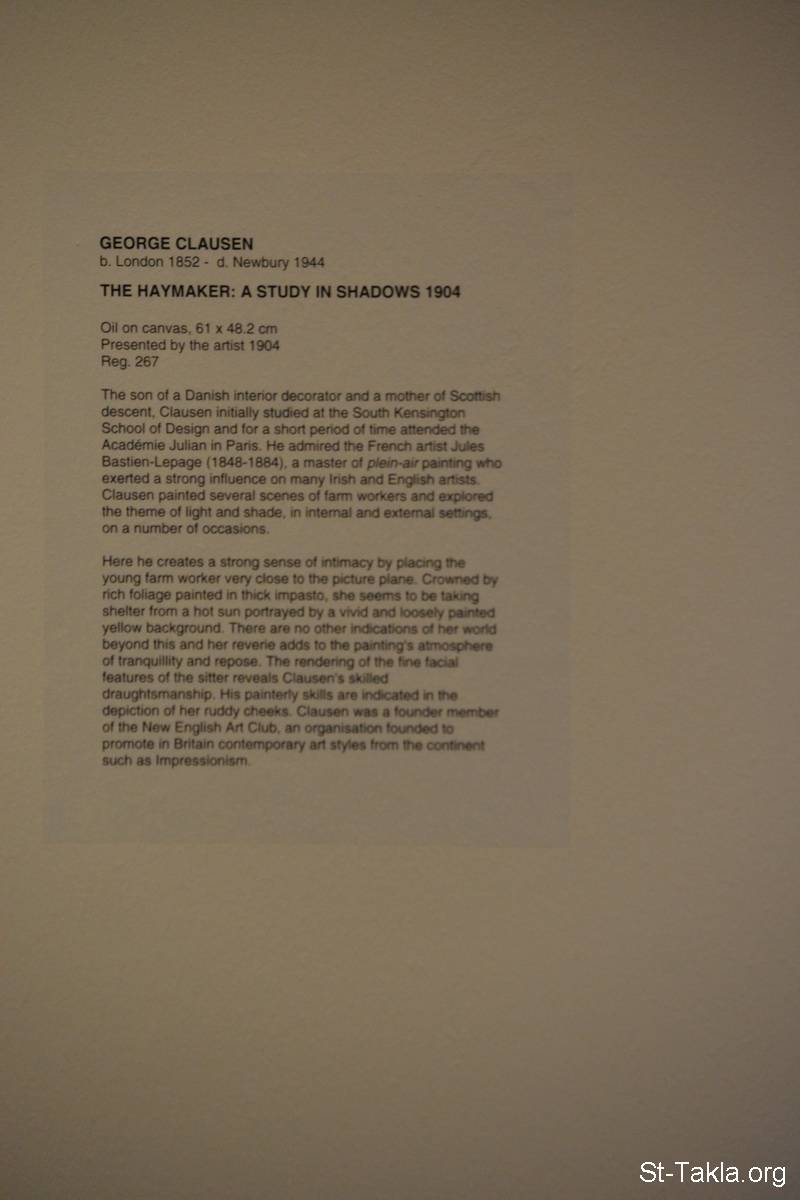 GEORGE CLAUSEN
b. London 1852 - d. Newbury 1944
THE HAYMAKER: A STUDY IN SHADOWS 1904
Oil on canvas, 61 x 48.2 cm
Presented by the artist 1904
Reg. 267
The son of a Danish interior decorator and a mother of Scottish
descent, Clausen initially studied at the South Kensington
School of Design and for a short period of time attended the
Académie Julian in Paris. He admired the French artist Jules
Bastien-Lepage (1848-1884), a master of plein-air painting who
exerted a strong influence on many Irish and English artists.
Clausen painted several scenes of farm workers and explored
the theme of light and shade, in internal and external settings,
on a number of occasions.
Here he creates a strong sense of intimacy by placing the
young farm worker very close to the picture plane. Crowned by
rich foliage painted in thick impasto, she seems to be taking
shelter from a hot sun portrayed by a vivid and loosely painted
yellow background. There are no other indications of her world
beyond this and her reverie adds to the painting's atmosphere
of tranquillity and repose. The rendering of the fine facial
features of the sitter reveals Clausen's skilled
draughtsmanship. His painterly skills are indicated in the
depiction of her ruddy cheeks. Clausen was a founder member
of the New English Art Club, an organisation founded to
promote in Britain contemporary art styles from the continent
such as Impressionism.
St-Takla.org